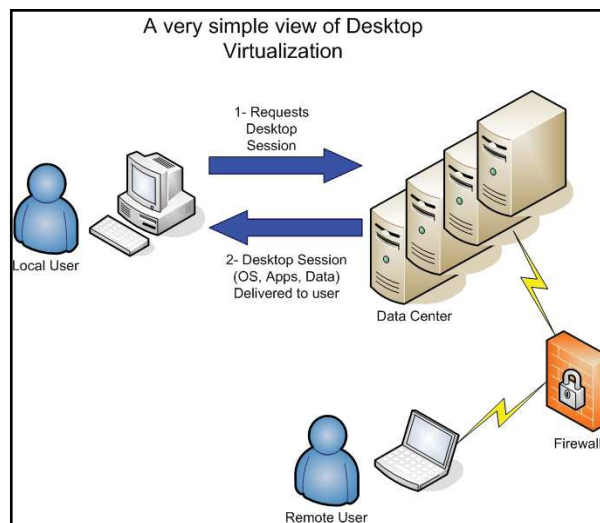 A very simple view of Desktop
Virtualization
1- Requests
Desktop
Session
Local User
2- Desktop Session
(OS, Apps, Data)
Delivered to user
Data Center
Firewall
Remote User